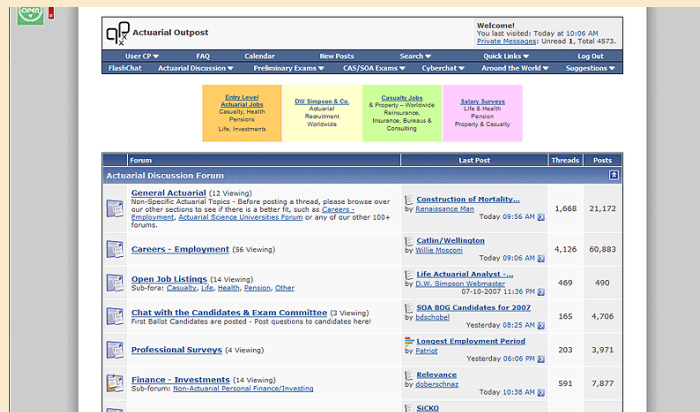 OPEN
Actuarial Outpost
Welcome!
You last visited: Today at 10:06 AM
Private Messages: Unread 1, Total 4573.
User CP FAQ Calendar New Posts Search Quick Links Log Out
FlashChat Actuarial Discussion Preliminary Exams CAS/SOA Exams Cyberchat Around the World Suggestions
Entry Level
Actuarial Jobs
Casualty, Health
Pensions
Life, Investments
DW Simpson & Co.
Actuarial
Recruitment
Worldwide
Casualty Jobs
& Property - Worldwide
Reinsurance,
Insurance, Bureaus &
Consulting
Salary Surveys
Life & Health
Pension
Property & Casualty
Forum Last Post Threads Posts
Actuarial Discussion Forum
General Actuarial (12 Viewing)
Non-Specific Actuarial Topics - Before posting a thread, please browse over
our other sections to see if there is a better fit, such as Careers -
Employment, Actuarial Science Universities Forum or any of our other 100+
forums.
Construction of Mortality...
by Renaissance Man
Today 09:56 AM
1,668 21,172
Careers - Employment (56 Viewing)
Catlin/Wellington
by Willie Mosconi
Today 09:06 AM
4,126 60,883
Open Job Listings (14 Viewing)
Sub-fora: Casualty, Life, Health, Pension, Other
Life Actuarial Analyst -...
by D.W. Simpson Webmaster
07-10-2007 11:36 PM
469 490
Chat with the Candidates & Exam Committee (3 Viewing)
First Ballot Candidates are posted - Post questions to candidates here!
SOA BOG Candidates for 2007
by bdschobel
Yesterday 08:25 AM
165 4,706
Professional Surveys (4 Viewing)
Longest Employment Period
by Patriot
Yesterday 06:06 PM
203 3,971
Finance - Investments (14 Viewing)
Sub-forum: Non-Actuarial Personal Finance/Investing
Relevance
by doberschnaz
Today 10:38 AM
591 7,877
SiCKO